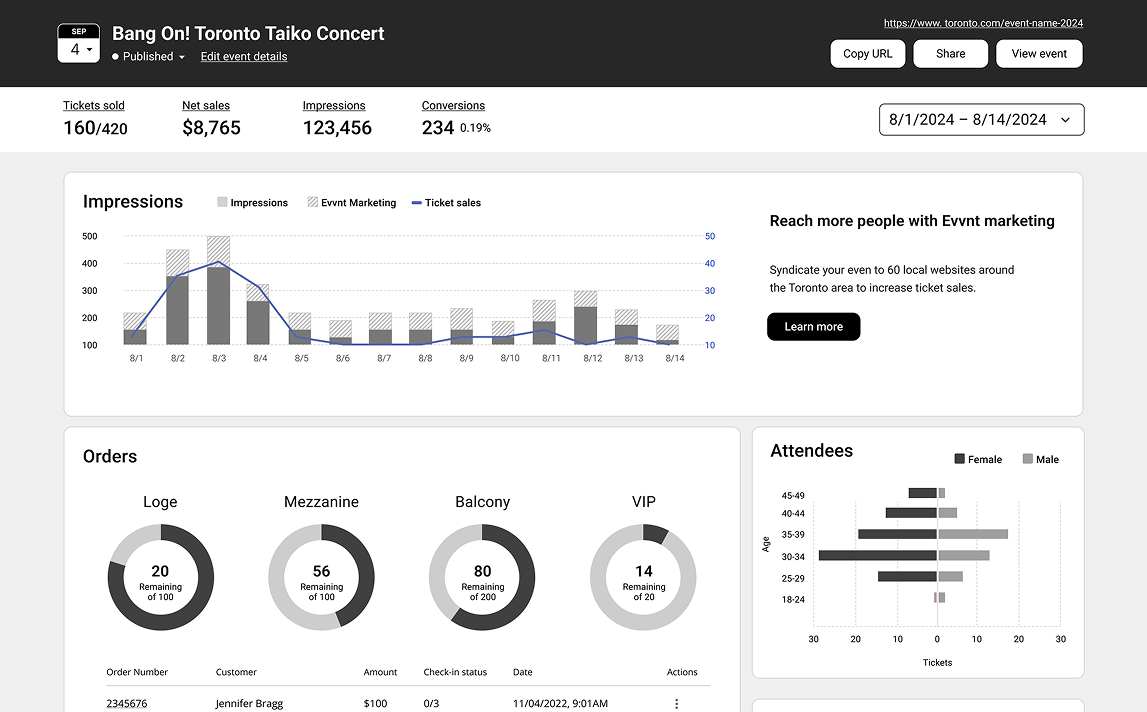 SEP
4
Bang On! Toronto Taiko Concert
Published
Edit event details
https://www. toronto.com/event-name-2024
Copy URL
Share
View event
Tickets sold
160/420
Net sales
$8,765
Impressions
123,456
Conversions
234 0.19%
8/1/2024 – 8/14/2024
Impressions
Impressions
Evvnt Marketing
Ticket sales
500
400
300
200
100
50
40
30
20
10
8/1
8/2
8/3
8/4
8/5
8/6
8/7
8/8
8/9
8/10
8/11
8/12
8/13
8/14
Reach more people with Evvnt marketing
Syndicate your even to 60 local websites around
the Toronto area to increase ticket sales.
Learn more
Orders
Loge
20
Remaining
of 100
Mezzanine
56
Remaining
of 100
Balcony
80
Remaining
of 200
VIP
14
Remaining
of 20
Order Number
Customer
Amount
Check-in status
Date
Actions
2345676
Jennifer Bragg
$100
0/3
11/04/2022, 9:01AM
Attendees
Female
Male
Age
45-49
40-44
35-39
30-34
25-29
18-24
30
20
10
0
10
20
30
Tickets